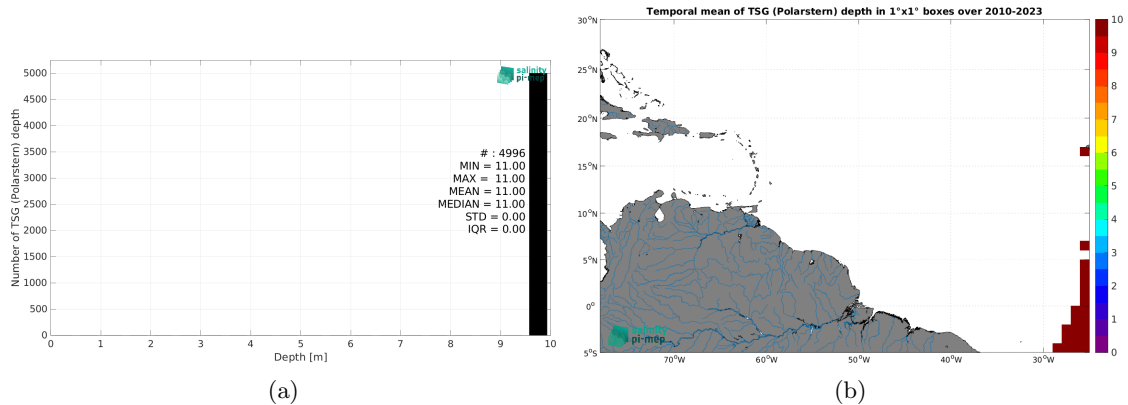 5000
4500
4000
3500
3000
2500
2000
1500
1000
500
0
Number of TSG (Polarstern) depth
salinity
pi-mep
# : 4996
MIN = 11.00
MAX = 11.00
MEAN = 11.00
MEDIAN = 11.00
STD = 0.00
IQR = 0.00
0 1 2 3 4 5 6 7 8 9 10
Depth [m]
(a)
Temporal mean of TSG (Polarstern) depth in 1°x1° boxes over 2010-2023
30°N
25°N
20°N
15°N
10°N
5°N
0°
5°S
salinity
pi-mep
70°W 60°W 50°W 40°W 30°W
10
9
8
7
6
5
4
3
2
1
0
(b)